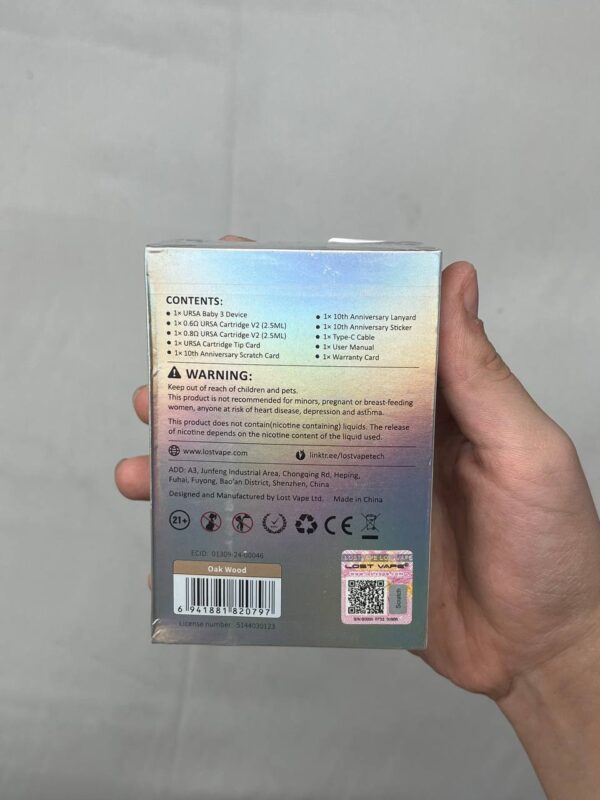 CONTENTS:
● 1× URSA Baby 3 Device
● 1× 0.6Ω URSA Cartridge V2 (2.5ML)
● 1× 0.8Ω URSA Cartridge V2 (2.5ML)
● 1× URSA Cartridge Tip Card
● 1× 10th Anniversary Scratch Card
● 1× 10th Anniversary Lanyard
● 1× 10th Anniversary Sticker
● 1× Type-C Cable
● 1× User Manual
● 1× Warranty Card
WARNING:
Keep out of reach of children and pets.
This product is not recommended for minors, pregnant or breast-feeding
women, anyone at risk of heart disease, depression and asthma.
This product does not contain(nicotine containing) liquids. The release
of nicotine depends on the nicotine content of the liquid used.
www.lostvape.com
linktr.ee/lostvapetech
ADD: A3, Junfeng Industrial Area, Chongqing Rd, Heping,
Fuhai, Fuyong, Bao'an District, Shenzhen, China
Designed and Manufactured by Lost Vape Ltd. Made in China
21+
CE
ECID: 01309-24-00046
Oak Wood
6 941881 820797
License number: 5144030123
LOST VAPE
www.lostvape.com
Scratch